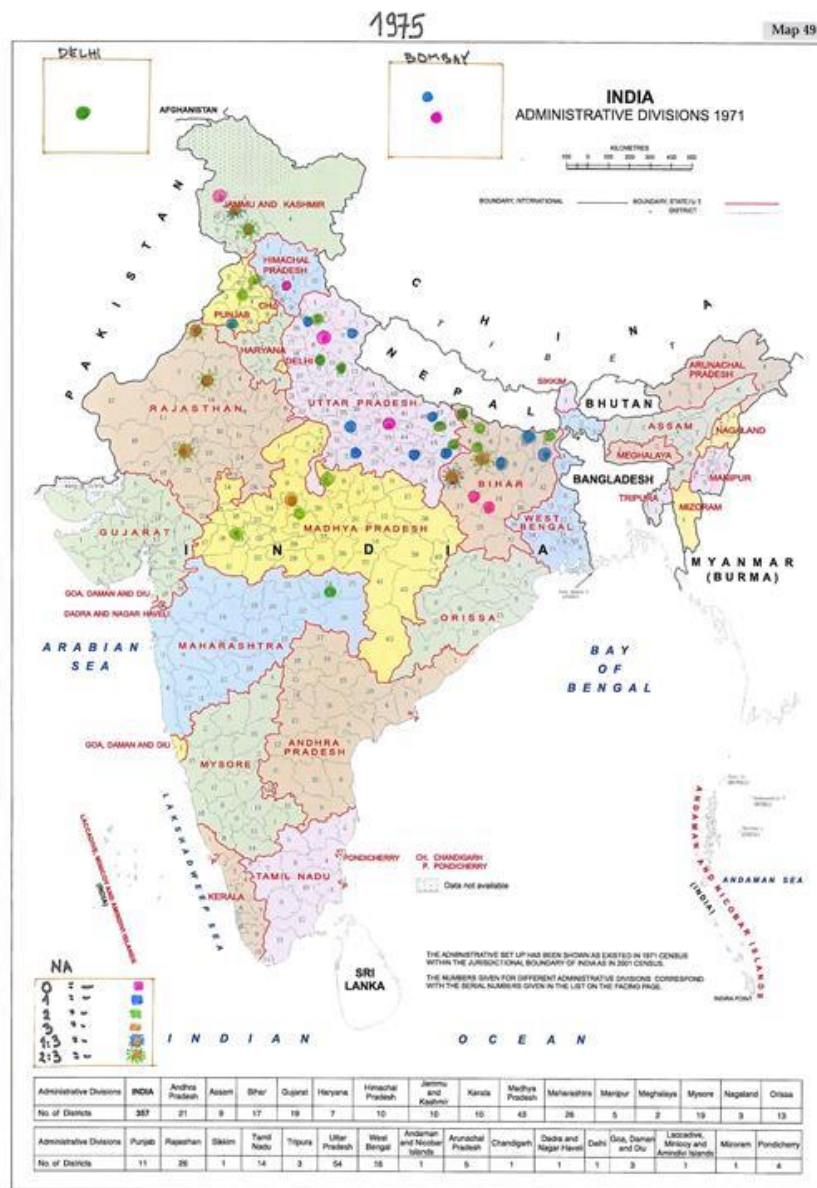 1975
Map 49
DELHI
BOMBAY
INDIA
ADMINISTRATIVE DIVISIONS 1971
KILOMETRES
BOUNDARY, INTERNATIONAL
BOUNDARY, STATE/U.T.
DISTRICT
AFGHANISTAN
PAKISTAN
JAMMU AND KASHMIR
HIMACHAL PRADESH
CHINA
TIBET
PUNJAB
CH.
HARYANA
DELHI
NEPAL
RAJASTHAN
UTTAR PRADESH
SIKKIM
BHUTAN
ARUNACHAL PRADESH
ASSAM
NAGALAND
MEGHALAYA
MANIPUR
BIHAR
BANGLADESH
TRIPURA
MIZORAM
WEST BENGAL
GUJARAT
MADHYA PRADESH
INDIA
MYANMAR
(BURMA)
GOA, DAMAN AND DIU
DADRA AND NAGAR HAVELI
ORISSA
MAHARASHTRA
ARABIAN
SEA
BAY
OF
BENGAL
GOA, DAMAN AND DIU
MYSORE
ANDHRA PRADESH
LACCADIVE, MINICOY AND AMINDIVI ISLANDS
(INDIA)
LAKSHADWEEP SEA
KERALA
TAMIL NADU
PONDICHERRY
CH. CHANDIGARH
P. PONDICHERRY
Data not available
ANDAMAN AND NICOBAR ISLANDS
(INDIA)
ANDAMAN SEA
INDIRA POINT
SRI
LANKA
THE ADMINISTRATIVE SET UP HAS BEEN SHOWN AS EXISTED IN 1971 CENSUS
WITHIN THE JURISDICTIONAL BOUNDARY OF INDIA AS IN 2001 CENSUS.
THE NUMBERS GIVEN FOR DIFFERENT ADMINISTRATIVE DIVISIONS CORRESPOND
WITH THE SERIAL NUMBERS GIVEN IN THE LIST ON THE FACING PAGE.
NA
0 " "
1 " "
2 " "
3 " "
1:3 " "
2:3 " "
INDIAN OCEAN
Administrative Divisions INDIA Andhra Pradesh Assam Bihar Gujarat Haryana Himachal Pradesh Jammu and Kashmir Kerala Madhya Pradesh Maharashtra Manipur Meghalaya Mysore Nagaland Orissa
No. of Districts 357 21 9 17 19 7 10 10 10 43 26 5 2 19 3 13
Administrative Divisions Punjab Rajasthan Sikkim Tamil Nadu Tripura Uttar Pradesh West Bengal Andaman and Nicobar Islands Arunachal Pradesh Chandigarh Dadra and Nagar Haveli Delhi Goa, Daman and Diu Laccadive, Minicoy and Amindivi Islands Mizoram Pondicherry
No. of Districts 11 26 1 14 3 54 16 1 5 1 1 1 3 1 1 4